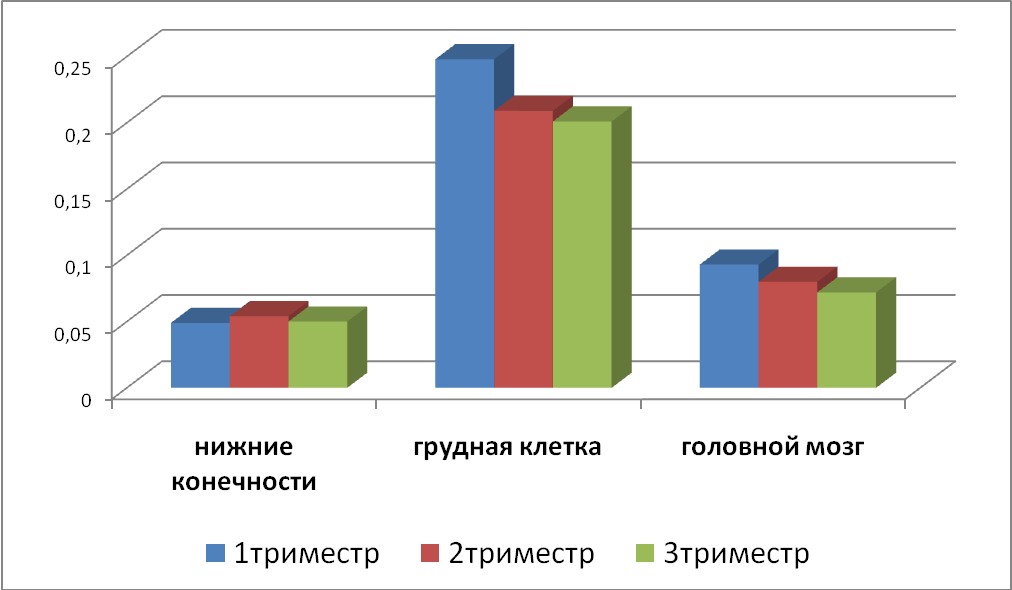 0,25
0,2
0,15
0,1
0,05
0
нижние
конечности
грудная клетка
головной мозг
1триместр
2триместр
3триместр